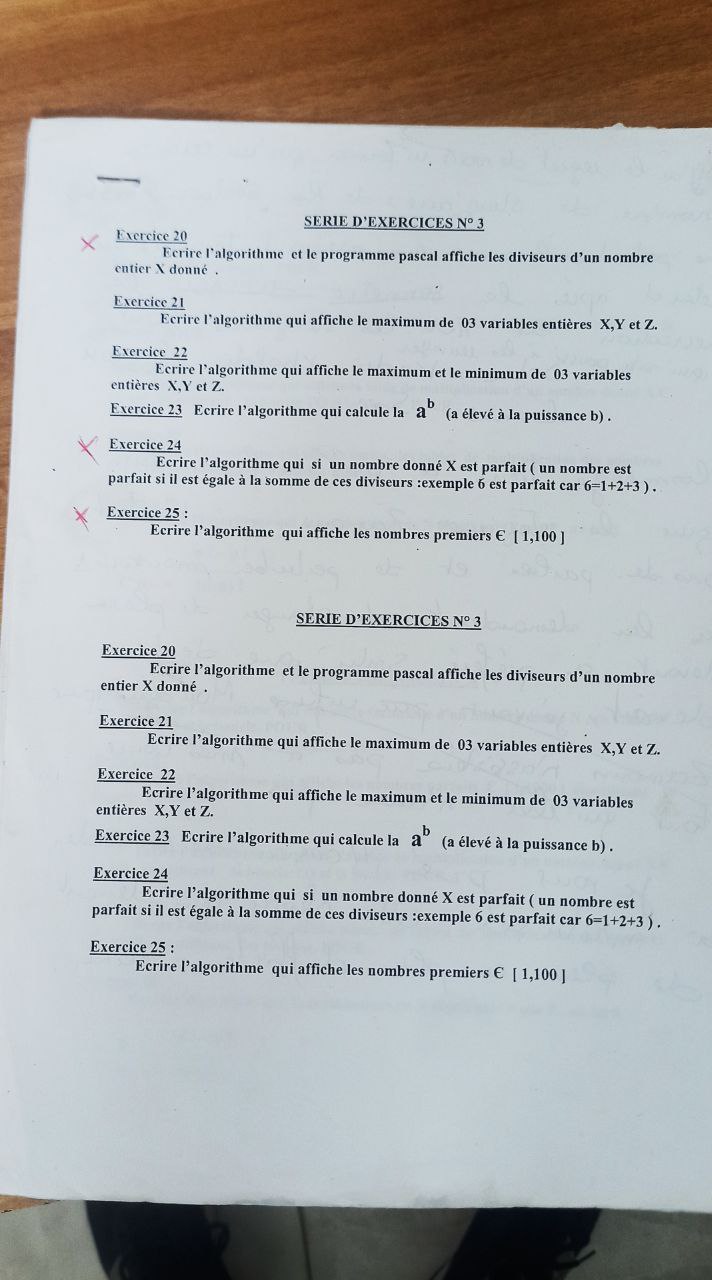 SERIE D'EXERCICES N° 3
Exercice 20
Ecrire l'algorithme et le programme pascal affiche les diviseurs d'un nombre
entier X donné .
Exercice 21
Ecrire l'algorithme qui affiche le maximum de 03 variables entières X,Y et Z.
Exercice 22
Ecrire l'algorithme qui affiche le maximum et le minimum de 03 variables
entières X,Y et Z.
Exercice 23 Ecrire l'algorithme qui calcule la a^b (a élevé à la puissance b) .
Exercice 24
Ecrire l'algorithme qui si un nombre donné X est parfait ( un nombre est
parfait si il est égale à la somme de ces diviseurs :exemple 6 est parfait car 6=1+2+3 ) .
Exercice 25 :
Ecrire l'algorithme qui affiche les nombres premiers Є [ 1,100 ]
SERIE D'EXERCICES N° 3
Exercice 20
Ecrire l'algorithme et le programme pascal affiche les diviseurs d'un nombre
entier X donné .
Exercice 21
Ecrire l'algorithme qui affiche le maximum de 03 variables entières X,Y et Z.
Exercice 22
Ecrire l'algorithme qui affiche le maximum et le minimum de 03 variables
entières X,Y et Z.
Exercice 23 Ecrire l'algorithme qui calcule la a^b (a élevé à la puissance b) .
Exercice 24
Ecrire l'algorithme qui si un nombre donné X est parfait ( un nombre est
parfait si il est égale à la somme de ces diviseurs :exemple 6 est parfait car 6=1+2+3 ) .
Exercice 25 :
Ecrire l'algorithme qui affiche les nombres premiers Є [ 1,100 ]